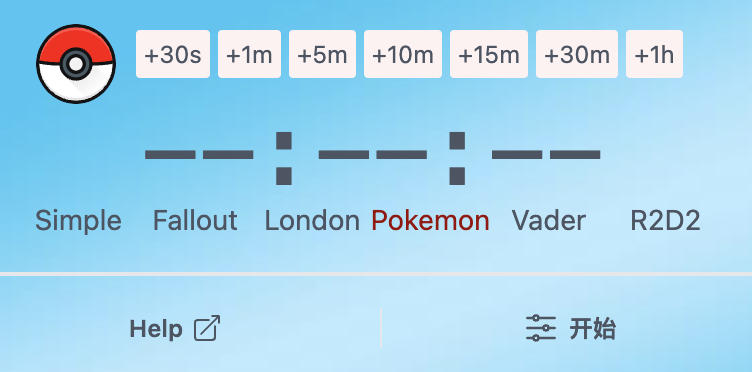 +30s +1m +5m +10m +15m +30m +1h
--:--:--
Simple Fallout London Pokemon Vader R2D2
Help 开始